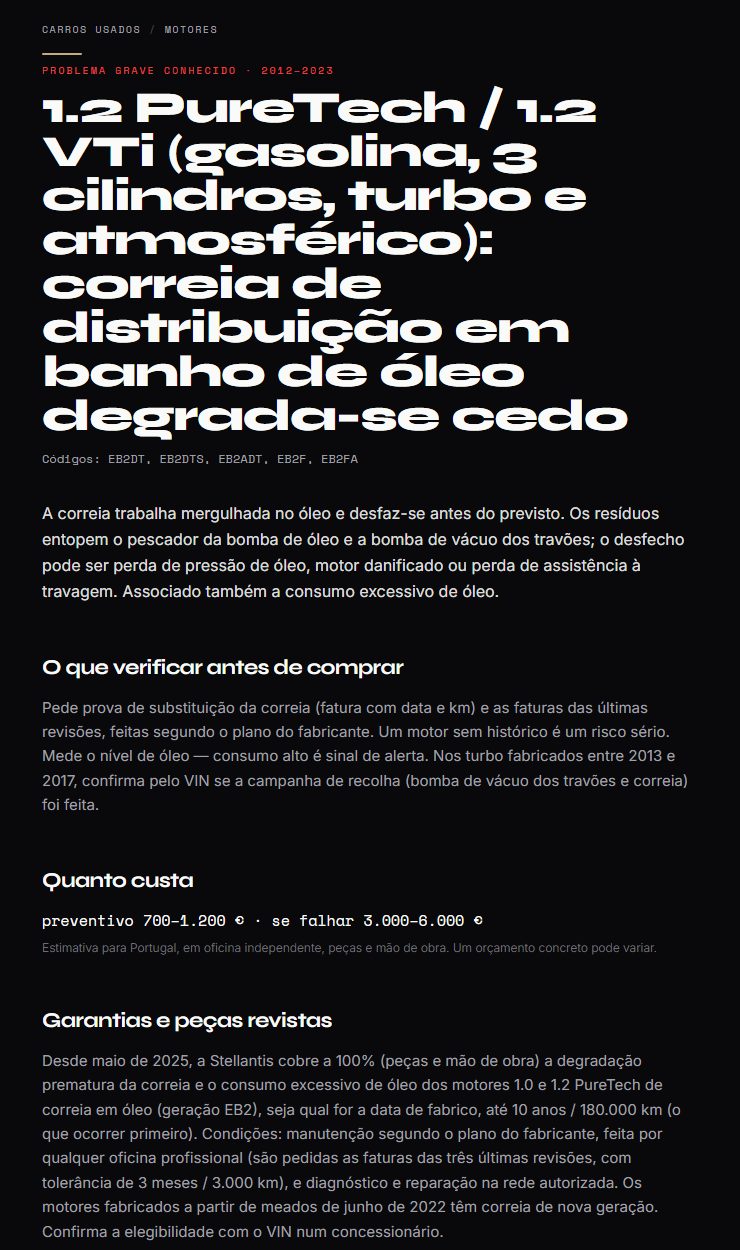 CARROS USADOS / MOTORES
PROBLEMA GRAVE CONHECIDO · 2012–2023
1.2 PureTech / 1.2
VTi (gasolina, 3
cilindros, turbo e
atmosférico):
correia de
distribuição em
banho de óleo
degrada-se cedo
Códigos: EB2DT, EB2DTS, EB2ADT, EB2F, EB2FA
A correia trabalha mergulhada no óleo e desfaz-se antes do previsto. Os resíduos
entopem o pescador da bomba de óleo e a bomba de vácuo dos travões; o desfecho
pode ser perda de pressão de óleo, motor danificado ou perda de assistência à
travagem. Associado também a consumo excessivo de óleo.
O que verificar antes de comprar
Pede prova de substituição da correia (fatura com data e km) e as faturas das últimas
revisões, feitas segundo o plano do fabricante. Um motor sem histórico é um risco sério.
Mede o nível de óleo — consumo alto é sinal de alerta. Nos turbo fabricados entre 2013 e
2017, confirma pelo VIN se a campanha de recolha (bomba de vácuo dos travões e correia)
foi feita.
Quanto custa
preventivo 700–1.200 € · se falhar 3.000–6.000 €
Estimativa para Portugal, em oficina independente, peças e mão de obra. Um orçamento concreto pode variar.
Garantias e peças revistas
Desde maio de 2025, a Stellantis cobre a 100% (peças e mão de obra) a degradação
prematura da correia e o consumo excessivo de óleo dos motores 1.0 e 1.2 PureTech de
correia em óleo (geração EB2), seja qual for a data de fabrico, até 10 anos / 180.000 km (o
que ocorrer primeiro). Condições: manutenção segundo o plano do fabricante, feita por
qualquer oficina profissional (são pedidas as faturas das três últimas revisões, com
tolerância de 3 meses / 3.000 km), e diagnóstico e reparação na rede autorizada. Os
motores fabricados a partir de meados de junho de 2022 têm correia de nova geração.
Confirma a elegibilidade com o VIN num concessionário.